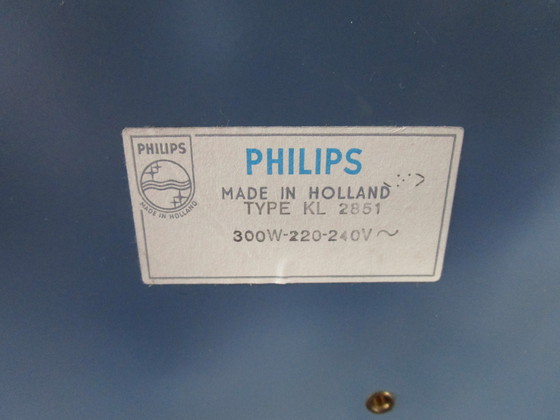 PHILIPS
MADE IN HOLLAND
PHILIPS
MADE IN HOLLAND
TYPE KL 2851
300W-220-240V~